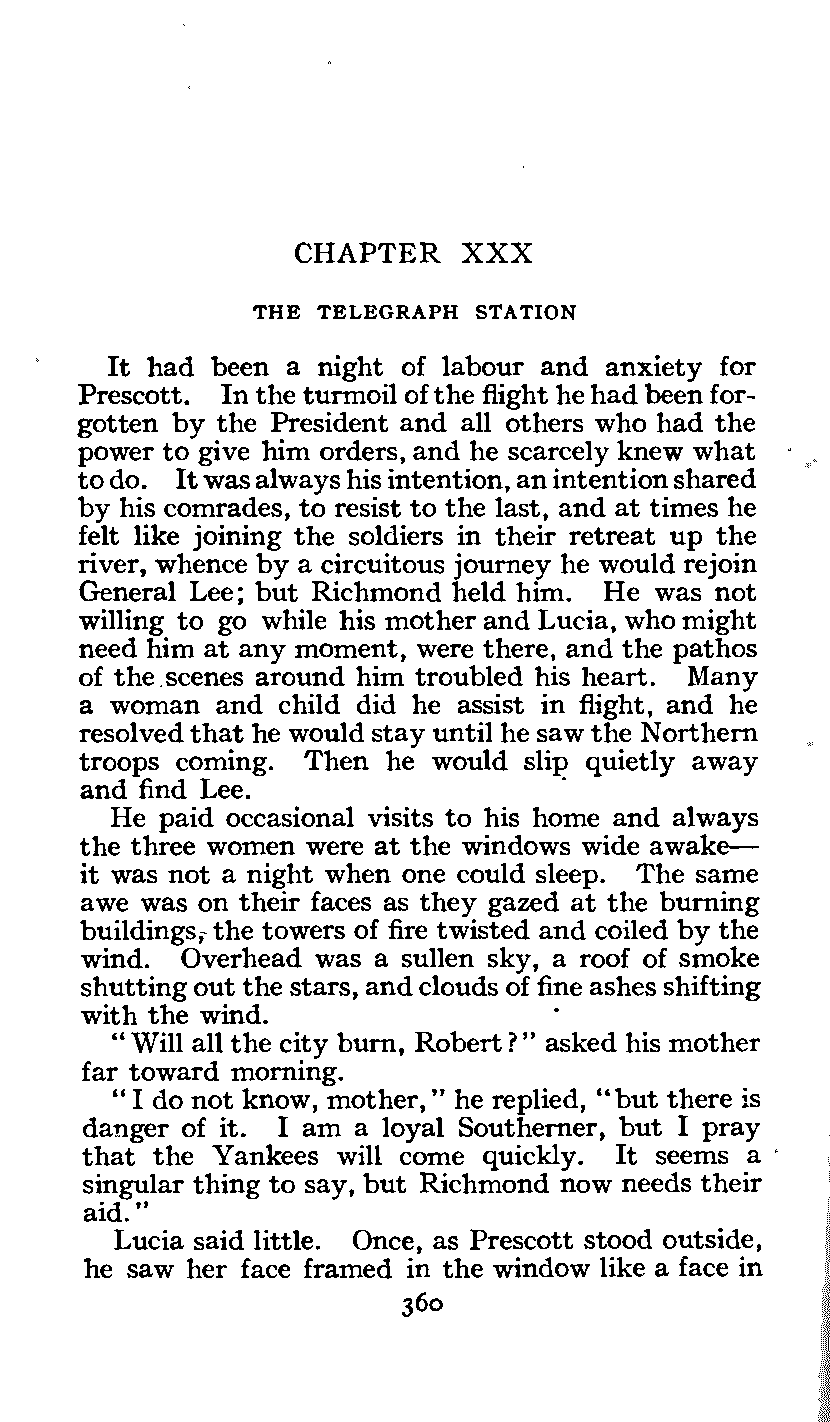 CHAPTER XXX
THE TELEGRAPH STATION
It had been a night of labour and anxiety for
Prescott. In the turmoil of the flight he had been for-
gotten by the President and all others who had the
power to give him orders, and he scarcely knew what
to do. It was always his intention, an intention shared
by his comrades, to resist to the last, and at times he
felt like joining the soldiers in their retreat up the
river, whence by a circuitous journey he would rejoin
General Lee; but Richmond held him. He was not
willing to go while his mother and Lucia, who might
need him at any moment, were there, and the pathos
of the scenes around him troubled his heart. Many
a woman and child did he assist in flight, and he
resolved that he would stay until he saw the Northern
troops coming. Then he would slip quietly away
and find Lee.
He paid occasional visits to his home and always
the three women were at the windows wide awake—
it was not a night when one could sleep. The same
awe was on their faces as they gazed at the burning
buildings, the towers of fire twisted and coiled by the
wind. Overhead was a sullen sky, a roof of smoke
shutting out the stars, and clouds of fine ashes shifting
with the wind.
"Will all the city burn, Robert?" asked his mother
far toward morning.
"I do not know, mother," he replied, "but there is
danger of it. I am a loyal Southerner, but I pray
that the Yankees will come quickly. It seems a
singular thing to say, but Richmond now needs their
aid."
Lucia said little. Once, as Prescott stood outside,
he saw her face framed in the window like a face in
360